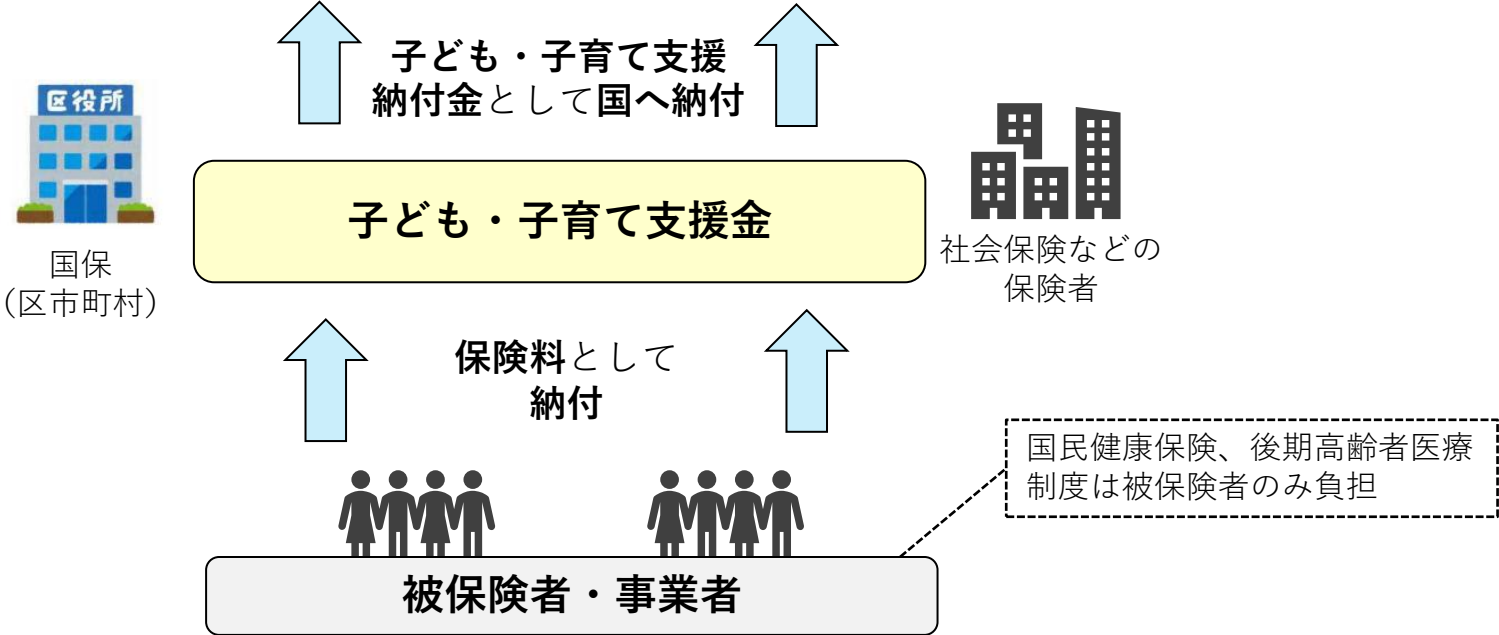 子ども・子育て支援
納付金として国へ納付
区役所
子ども・子育て支援金
国保
(区市町村)
社会保険などの
保険者
保険料として
納付
国民健康保険、後期高齢者医療
制度は被保険者のみ負担
被保険者・事業者